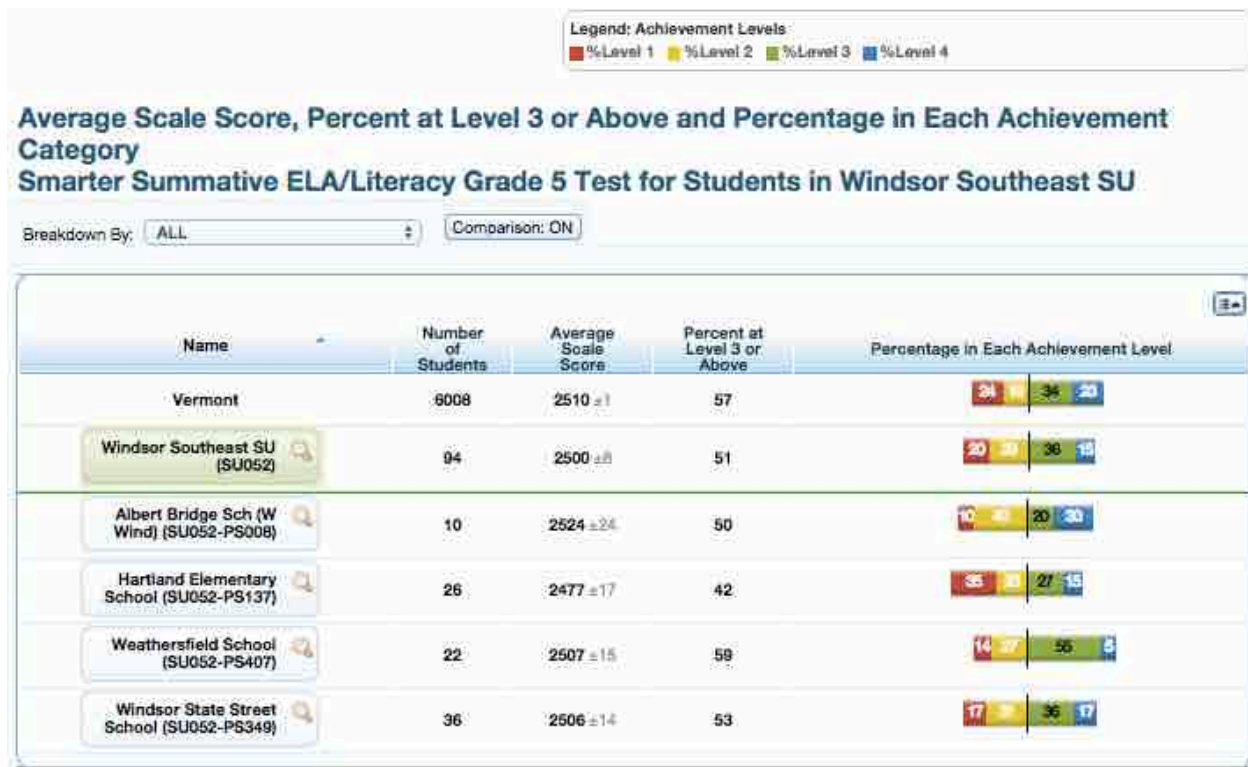 Legend: Achievement Levels
%Level 1 %Level 2 %Level 3 %Level 4
Average Scale Score, Percent at Level 3 or Above and Percentage in Each Achievement
Category
Smarter Summative ELA/Literacy Grade 5 Test for Students in Windsor Southeast SU
Breakdown By: ALL Comparison: ON
Name Number of Students Average Scale Score Percent at Level 3 or Above Percentage in Each Achievement Level
Vermont 6008 2510 ±1 57 24 34 23
Windsor Southeast SU
(SU052) 94 2500 ±8 51 20 36 15
Albert Bridge Sch (W
Wind) (SU052-PS008) 10 2524 ±24 50 10 20 30
Hartland Elementary
School (SU052-PS137) 26 2477 ±17 42 35 27 15
Weathersfield School
(SU052-PS407) 22 2507 ±15 59 14 27 55 5
Windsor State Street
School (SU052-PS349) 36 2506 ±14 53 17 36 17